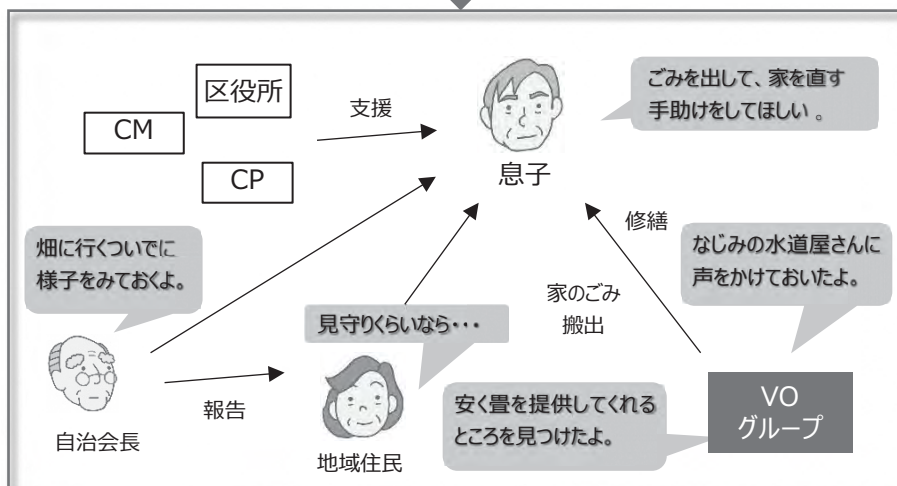 区役所
CM
CP
支援
息子
ごみを出して、家を直す
手助けをしてほしい 。
畑に行くついでに
様子をみておくよ。
自治会長
報告
見守りくらいなら・・・
地域住民
家のごみ
搬出
修繕
なじみの水道屋さんに
声をかけておいたよ。
安く畳を提供してくれる
ところを見つけたよ。
VO
グループ